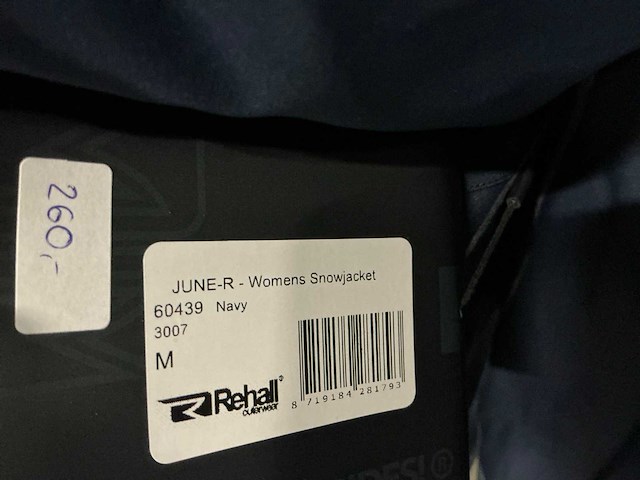 260,-
JUNE-R - Womens Snowjacket
60439 Navy
3007
M
Rehall®
outerwear
8 719184 281793